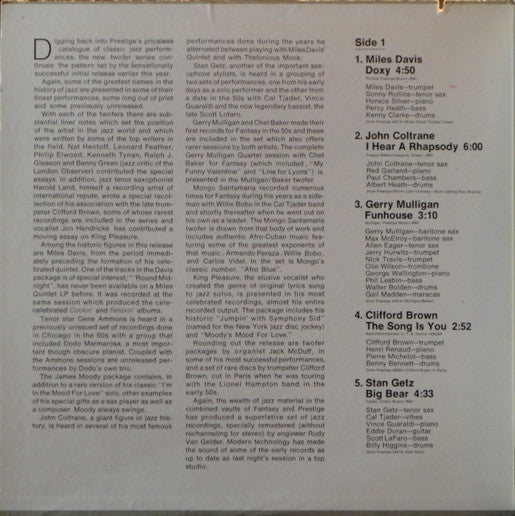 Digging back into Prestige's priceless
catalogue of classic jazz perform-
ances, the new twofer series con-
tinues the pattern set by the Sensationally
successful initial release earlier this year.
Again, some of the greatest names in the
history of jazz are presented in some of their
finest performances, some long out of print
and some previously unreleased.
With each of the twofers there are sub-
stantial liner notes which set the position
of the artist in the jazz world and which
were written by some of the top writers in
the field. Nat Hentoff, Leonard Feather,
Philip Elwood, Kenneth Tynan, Ralph J.
Gleason and Benny Green (jazz critic of the
London Observer) contributed the special
essays. In addition, jazz tenor saxophonist
Harold Land, himself a recording artist of
international repute, wrote a special recol-
lection of his association with the late trum-
peter Clifford Brown, some of whose rarest
recordings are included in the series and
vocalist Jon Hendricks has contributed a
moving essay on King Pleasure.
Among the historic figures in this release
are Miles Davis, from the period immedi-
ately preceding the formation of his cele-
brated quintet. One of the tracks in the Davis
package is of special interest; "'Round Mid-
night", has never been available on a Miles
Quintet LP before. It was recorded at the
same session which produced the cele-
celebrated Cookin' and Relaxin' albums.
Tenor star Gene Ammons is heard in a
previously unissued set of recordings done
in Chicago in the 60s with a group that
included Dodo Marmarosa, a most impor-
tant though obscure pianist. Coupled with
the Ammons sessions are unreleased per-
formances by Dodo's own trio.
The James Moody package contains, in
addition to a rare version of his classic "I'm
In the Mood For Love" solo, other examples
of his special gifts as a sax player as well as
a composer. Moody always swings.
John Coltrane, a giant figure in jazz his-
tory, is heard in several of his most famous
performances done during the years he
alternated between playing with Miles Davis'
Quintet and with Thelonious Monk.
Stan Getz, another of the important sax-
ophone stylists, is heard in a grouping of
two sets of performances, one from his early
days as a solo performer and the other from
a date in the 50s with Cal Tjader, Vince
Guaraldi and the now legendary bassist, the
late Scott Lofaro.
Gerry Mulligan and Chet Baker made their
first records for Fantasy in the 50s and these
are included in the set which also offers
rarer sessions by both artists. The complete
Gerry Mulligan Quartet session with Chet
Baker for Fantasy (which included, "My
Funny Valentine" and "Line for Lyons") is
presented in the Mulligan/Baker twofer.
Mongo Santamaria recorded numerous
times for Fantasy during his years as a side-
man with Willie Bobo in the Cal Tjader band
and shortly thereafter when he went out on
his own as a leader. The Mongo Santamaria
twofer is drawn from that body of work and
includes authentic Afro-Cuban music fea-
turing some of the greatest exponents of
that music - Armando Peraza, Willie Bobo,
and Carlos Vidal. In the set is Mongo's
classic number, "Afro Blue".
King Pleasure, the elusive vocalist who
created the genre of original lyrics sung
to jazz solos, is presented in his most
celebrated recordings, almost his entire
recorded output. The package includes his
historic "Jumpin' with Symphony Sid"
(named for the New York jazz disc jockey)
and "Moody's Mood For Love."
Rounding out the release are twofer
packages by organist Jack McDuff, in
some of his most successful performances,
and a set of rare discs by trumpeter Clifford
Brown, cut in Paris when he was touring
with the Lionel Hampton band in the
early 50s.
Again, the wealth of jazz material in the
combined vaults of Fantasy and Prestige
has produced a superlative set of jazz
recordings, specially remastered (without
rechanneling for stereo) by engineer Rudy
Van Gelder. Modern technology has made
the sound of some of the early records as
up to date as last night's session in a top
studio.
Side 1
1. Miles Davis
Doxy 4:50
Miles Davis—trumpet
Sonny Rollins—tenor sax
Horace Silver—piano
Percy Heath—bass
Kenny Clarke—drums
2. John Coltrane
I Hear A Rhapsody 6:00
John Coltrane—tenor sax
Red Garland—piano
Paul Chambers—bass
Albert Heath—drums
3. Gerry Mulligan
Funhouse 3:10
Gerry Mulligan—baritone sax
Max McElroy—baritone sax
Allen Eager—tenor sax
Jerry Hurwitz—trumpet
Nick Travis—trumpet
Olie Wilson—trombone
George Wallington—piano
Phil Lesbin—bass
Walter Bolden—drums
Gail Madden—maracas
4. Clifford Brown
The Song Is You 2:52
Clifford Brown—trumpet
Henri Renaud—piano
Pierre Michelot—bass
Benny Bennett—drums
5. Stan Getz
Big Bear 4:33
Stan Getz—tenor sax
Cal Tjader—vibes
Vince Guaraldi—piano
Eddie Duran—guitar
Scott LaFaro—bass
Billy Higgins—drums